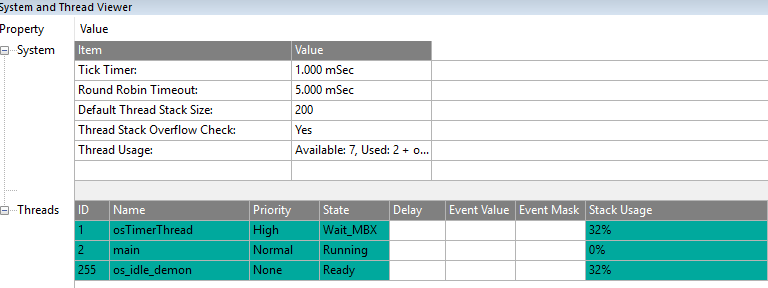 System and Thread Viewer
Property Value
System
Item Value
Tick Timer: 1.000 mSec
Round Robin Timeout: 5.000 mSec
Default Thread Stack Size: 200
Thread Stack Overflow Check: Yes
Thread Usage: Available: 7, Used: 2 + o...
Threads
ID Name Priority State Delay Event Value Event Mask Stack Usage
1 osTimerThread High Wait_MBX 32%
2 main Normal Running 0%
255 os_idle_demon None Ready 32%